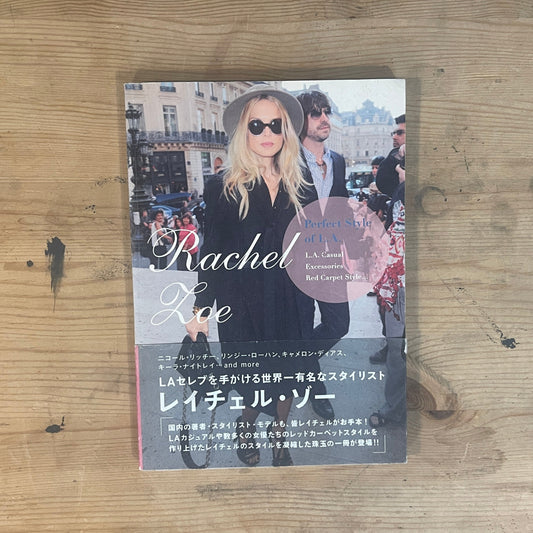 Rachel
Zoe
Perfect Style
of L.A.
L.A. Casual
Excessories
Red Carpet Style...
ニコール・リッチー、リンジー・ローハン、キャメロン・ディアス、
キーラ・ナイトレイ…and more
LAセレブを手がける世界一有名なスタイリスト
レイチェル・ゾー
国内の著者・スタイリスト・モデルも、皆レイチェルがお手本！
LAカジュアルや数多くの女優たちのレッドカーペットスタイルを
作り上げたレイチェルのスタイルを凝縮した珠玉の一冊が登場!!